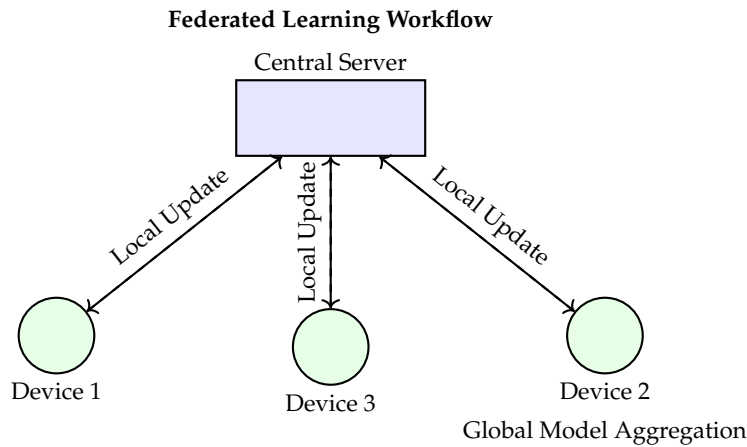 Federated Learning Workflow
Central Server
Local Update
Local Update
Local Update
Device 1
Device 3
Device 2
Global Model Aggregation